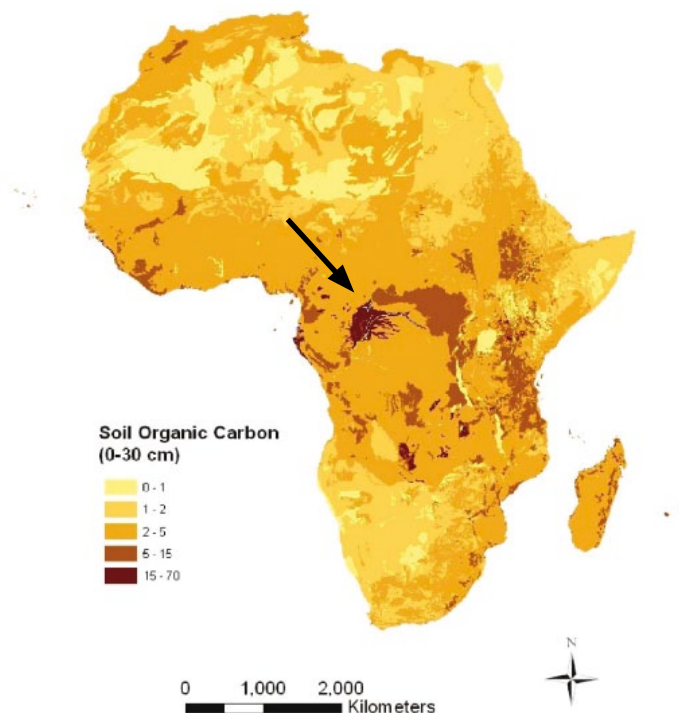 Soil Organic Carbon
(0-30 cm)
0 - 1
1 - 2
2 - 5
5 - 15
15 - 70
N
0 1,000 2,000
Kilometers